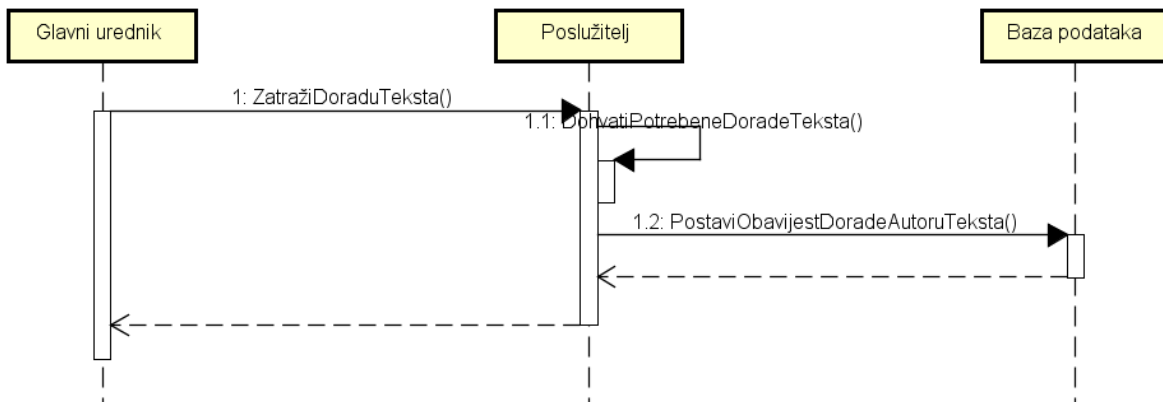 Glavni urednik
Poslužitelj
Baza podataka
1: ZatražiDoraduTeksta()
1.1: DohvatiPotrebeneDoradeTeksta()
1.2: PostaviObavijestDoradeAutoruTeksta()